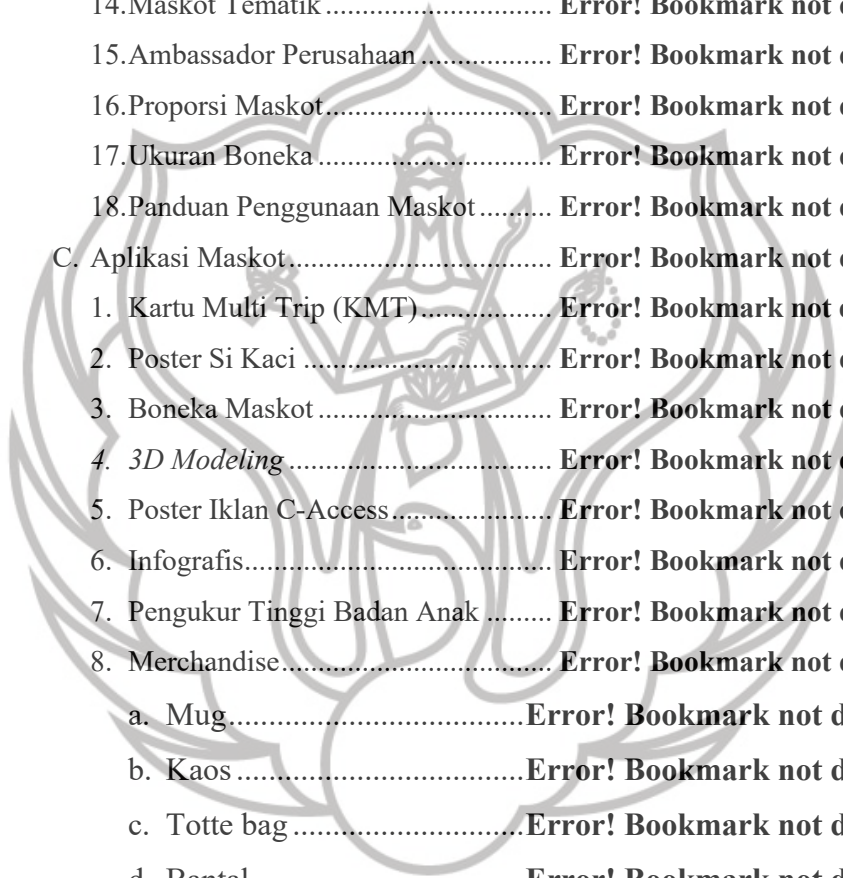 14.Maskot Tematik ............................. Error! Bookmark not
15.Ambassador Perusahaan ................. Error! Bookmark not
16.Proporsi Maskot............................. Error! Bookmark not
17.Ukuran Boneka .............................. Error! Bookmark not
18.Panduan Penggunaan Maskot .......... Error! Bookmark not
C. Aplikasi Maskot.................................. Error! Bookmark not
1. Kartu Multi Trip (KMT)................. Error! Bookmark not
2. Poster Si Kaci ................................ Error! Bookmark not
3. Boneka Maskot .............................. Error! Bookmark not
4. 3D Modeling .................................. Error! Bookmark not
5. Poster Iklan C-Access..................... Error! Bookmark not
6. Infografis........................................ Error! Bookmark not
7. Pengukur Tinggi Badan Anak ......... Error! Bookmark not
8. Merchandise................................... Error! Bookmark not
a. Mug.....................................Error! Bookmark not d
b. Kaos ....................................Error! Bookmark not d
c. Totte bag .............................Error! Bookmark not d
d. Bantal Error! Bookmark not d